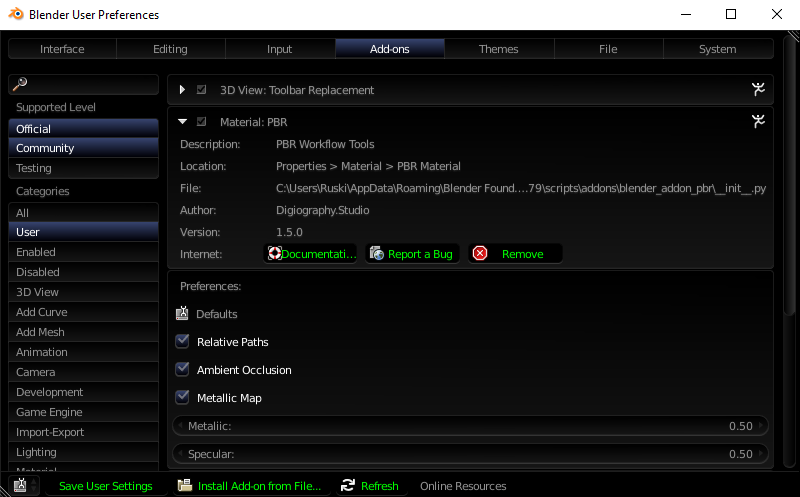 Blender User Preferences
Interface Editing Input Add-ons Themes File System
Supported Level
Official
Community
Testing
Categories
All
User
Enabled
Disabled
3D View
Add Curve
Add Mesh
Animation
Camera
Development
Game Engine
Import-Export
Lighting
Material
3D View: Toolbar Replacement
Material: PBR
Description: PBR Workflow Tools
Location: Properties > Material > PBR Material
File: C:\Users\Ruski\AppData\Roaming\Blender Found....79\scripts\addons\blender_addon_pbr\__init__.py
Author: Digiography.Studio
Version: 1.5.0
Internet: Documentati... Report a Bug Remove
Preferences:
Defaults
Relative Paths
Ambient Occlusion
Metallic Map
Metaliic: 0.50
Specular: 0.50
Save User Settings Install Add-on from File... Refresh Online Resources